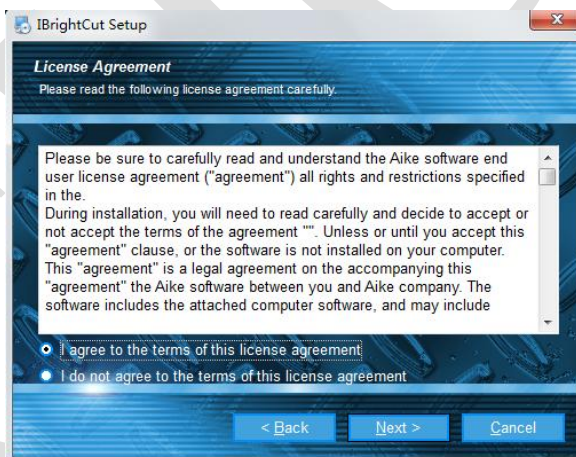 IBrightCut Setup
License Agreement
Please read the following license agreement carefully.
Please be sure to carefully read and understand the Aike software end
user license agreement ("agreement") all rights and restrictions specified
in the.
During installation, you will need to read carefully and decide to accept or
not accept the terms of the agreement "". Unless or until you accept this
"agreement" clause, or the software is not installed on your computer.
This "agreement" is a legal agreement on the accompanying this
"agreement" the Aike software between you and Aike company. The
software includes the attached computer software, and may include
I agree to the terms of this license agreement
I do not agree to the terms of this license agreement
< Back Next > Cancel